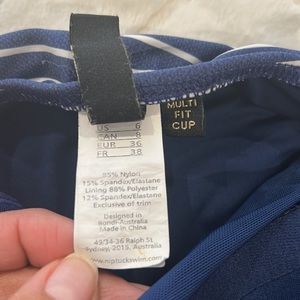 US 6
CAN 8
EUR 36
FR 38
85% Nylon
15% Spandex/Elastane
Lining 88% Polyester
12% Spandex/Elastane
Exclusive of trim
Designed in
Bondi-Australia
Made in China
49/34-36 Ralph St
Sydney, 2015, Australia
www.niptuckswim.com
MULTI
FIT
CUP